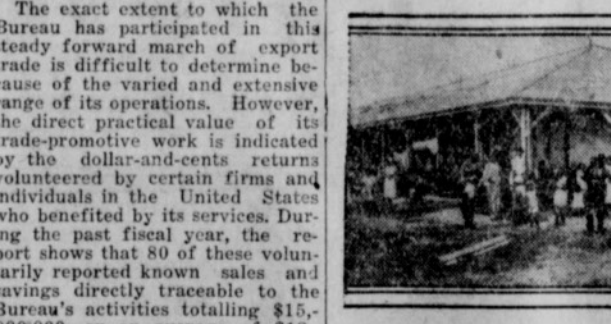 The exact extent to which the
Bureau has participated in this
steady forward march of export
trade is difficult to determine be-
cause of the varied and extensive
range of its operations. However,
the direct practical value of its
trade-promotive work is indicated
by the dollar-and-cents returns
volunteered by certain firms and
individuals in the United States
who benefited by its services. Dur-
ing the past fiscal year, the re-
port shows that 80 of these volun-
tarily reported known sales and
savings directly traceable to the
Bureau's activities totalling $15,-